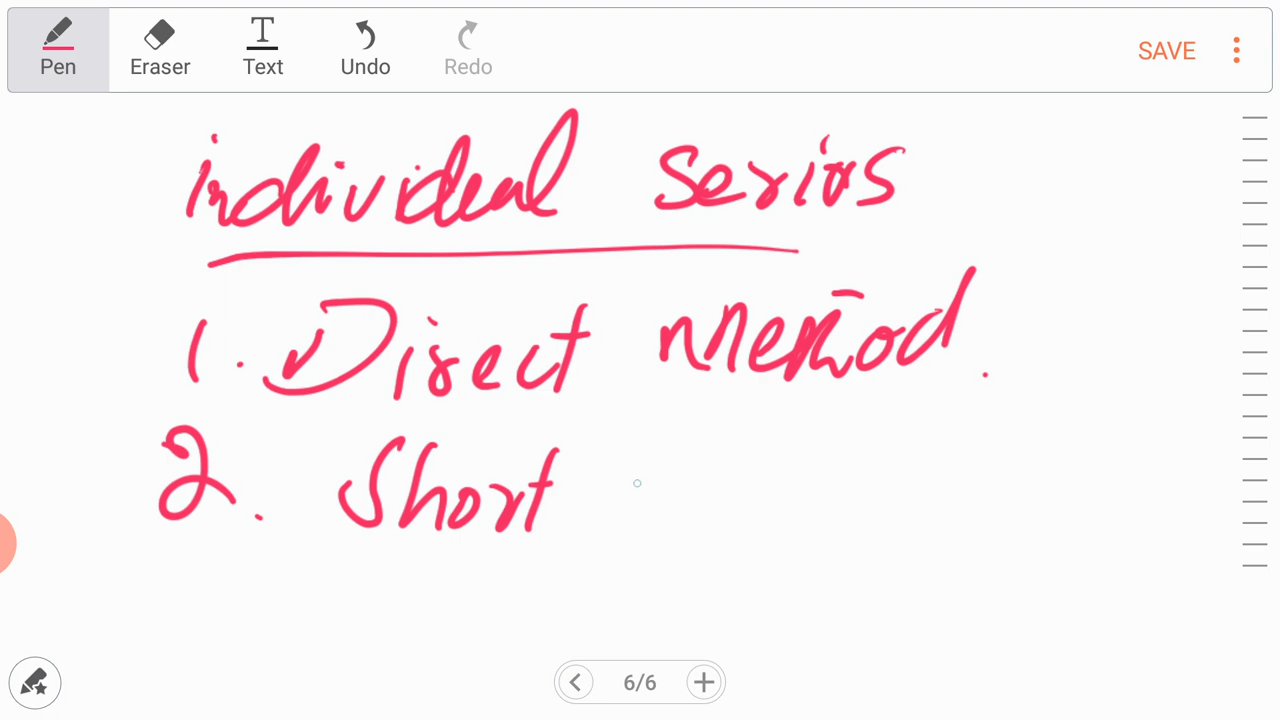 Pen Eraser Text Undo Redo SAVE
individual series
1. Direct Method.
2. Short
6/6